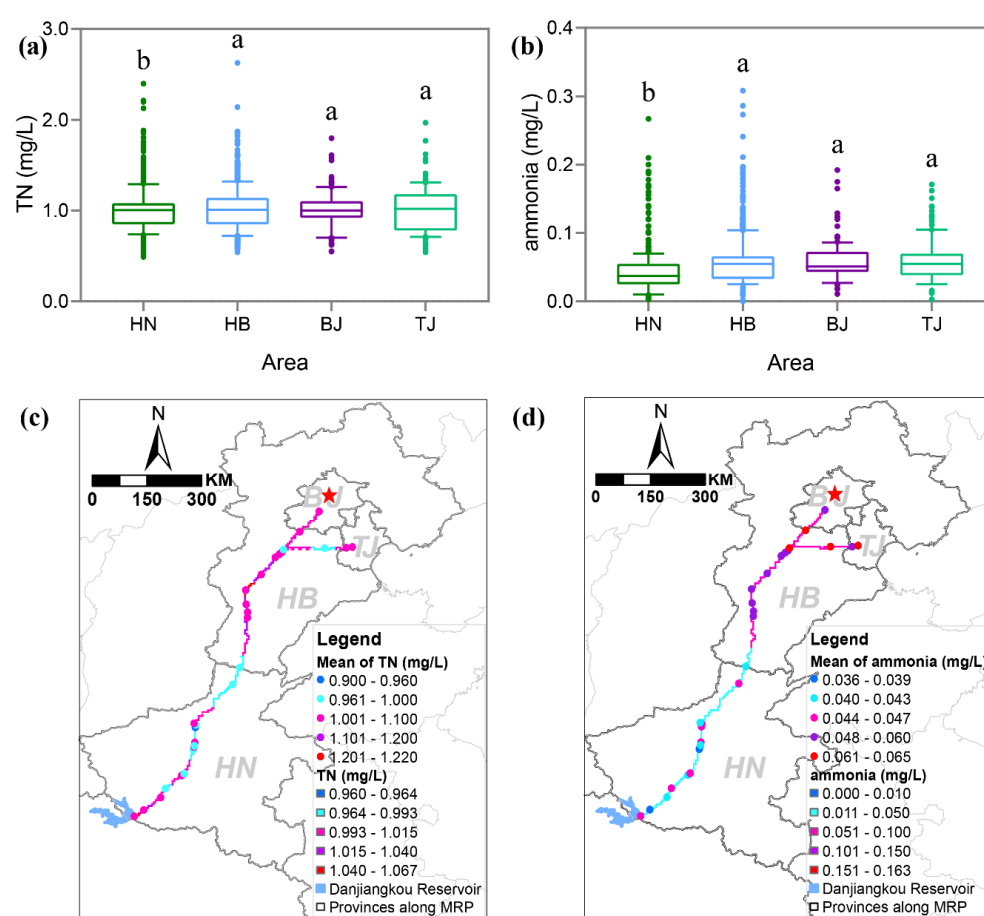 (a)
3.0
2.0
1.0
0.0
TN (mg/L)
b
a
a
a
HN
HB
BJ
TJ
Area
(b)
0.4
0.3
0.2
0.1
0.0
ammonia (mg/L)
b
a
a
a
HN
HB
BJ
TJ
Area
(c)
N
KM
0 150 300
BJ
TJ
HB
HN
Legend
Mean of TN (mg/L)
0.900 - 0.960
0.961 - 1.000
1.001 - 1.100
1.101 - 1.200
1.201 - 1.220
TN (mg/L)
0.960 - 0.964
0.964 - 0.993
0.993 - 1.015
1.015 - 1.040
1.040 - 1.067
Danjiangkou Reservoir
Provinces along MRP
(d)
N
KM
0 150 300
BJ
TJ
HB
HN
Legend
Mean of ammonia (mg/L)
0.036 - 0.039
0.040 - 0.043
0.044 - 0.047
0.048 - 0.060
0.061 - 0.065
ammonia (mg/L)
0.000 - 0.010
0.011 - 0.050
0.051 - 0.100
0.101 - 0.150
0.151 - 0.163
Danjiangkou Reservoir
Provinces along MRP